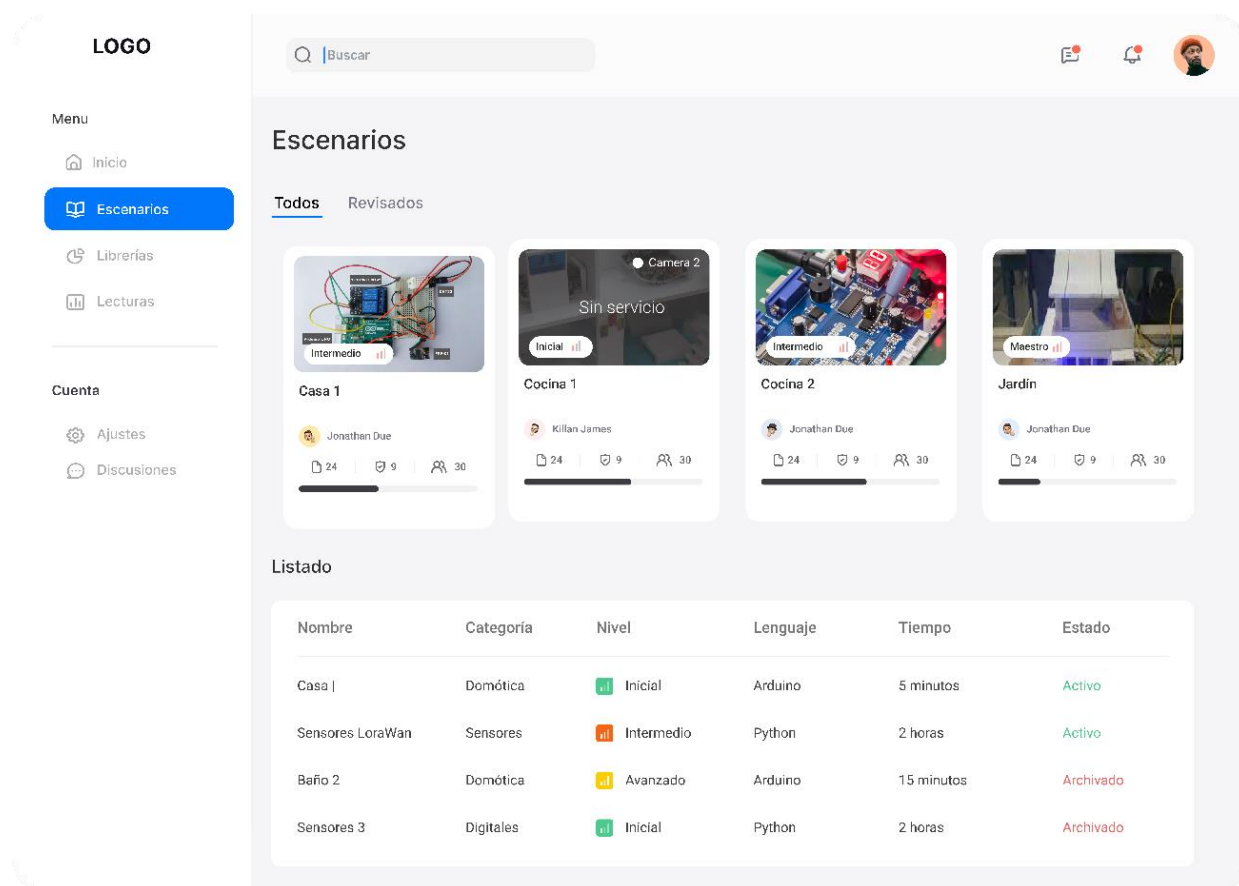 LOGO
Buscar
Menu
Inicio
Escenarios
Librerías
Lecturas
Cuenta
Ajustes
Discusiones
Escenarios
Todos Revisados
Intermedio
Casa 1
Jonathan Due
24 9 30
Camera 2
Sin servicio
Inicial
Cocina 1
Killan James
24 9 30
Intermedio
Cocina 2
Jonathan Due
24 9 30
Maestro
Jardín
Jonathan Due
24 9 30
Listado
Nombre Categoría Nivel Lenguaje Tiempo Estado
Casa | Domótica Inicial Arduino 5 minutos Activo
Sensores LoraWan Sensores Intermedio Python 2 horas Activo
Baño 2 Domótica Avanzado Arduino 15 minutos Archivado
Sensores 3 Digitales Inicial Python 2 horas Archivado